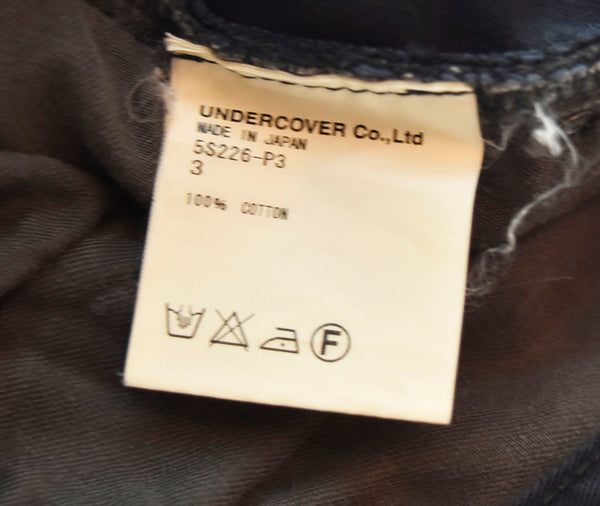 UNDERCOVER Co.,Ltd
MADE IN JAPAN
5S226-P3
3
100% COTTON
F